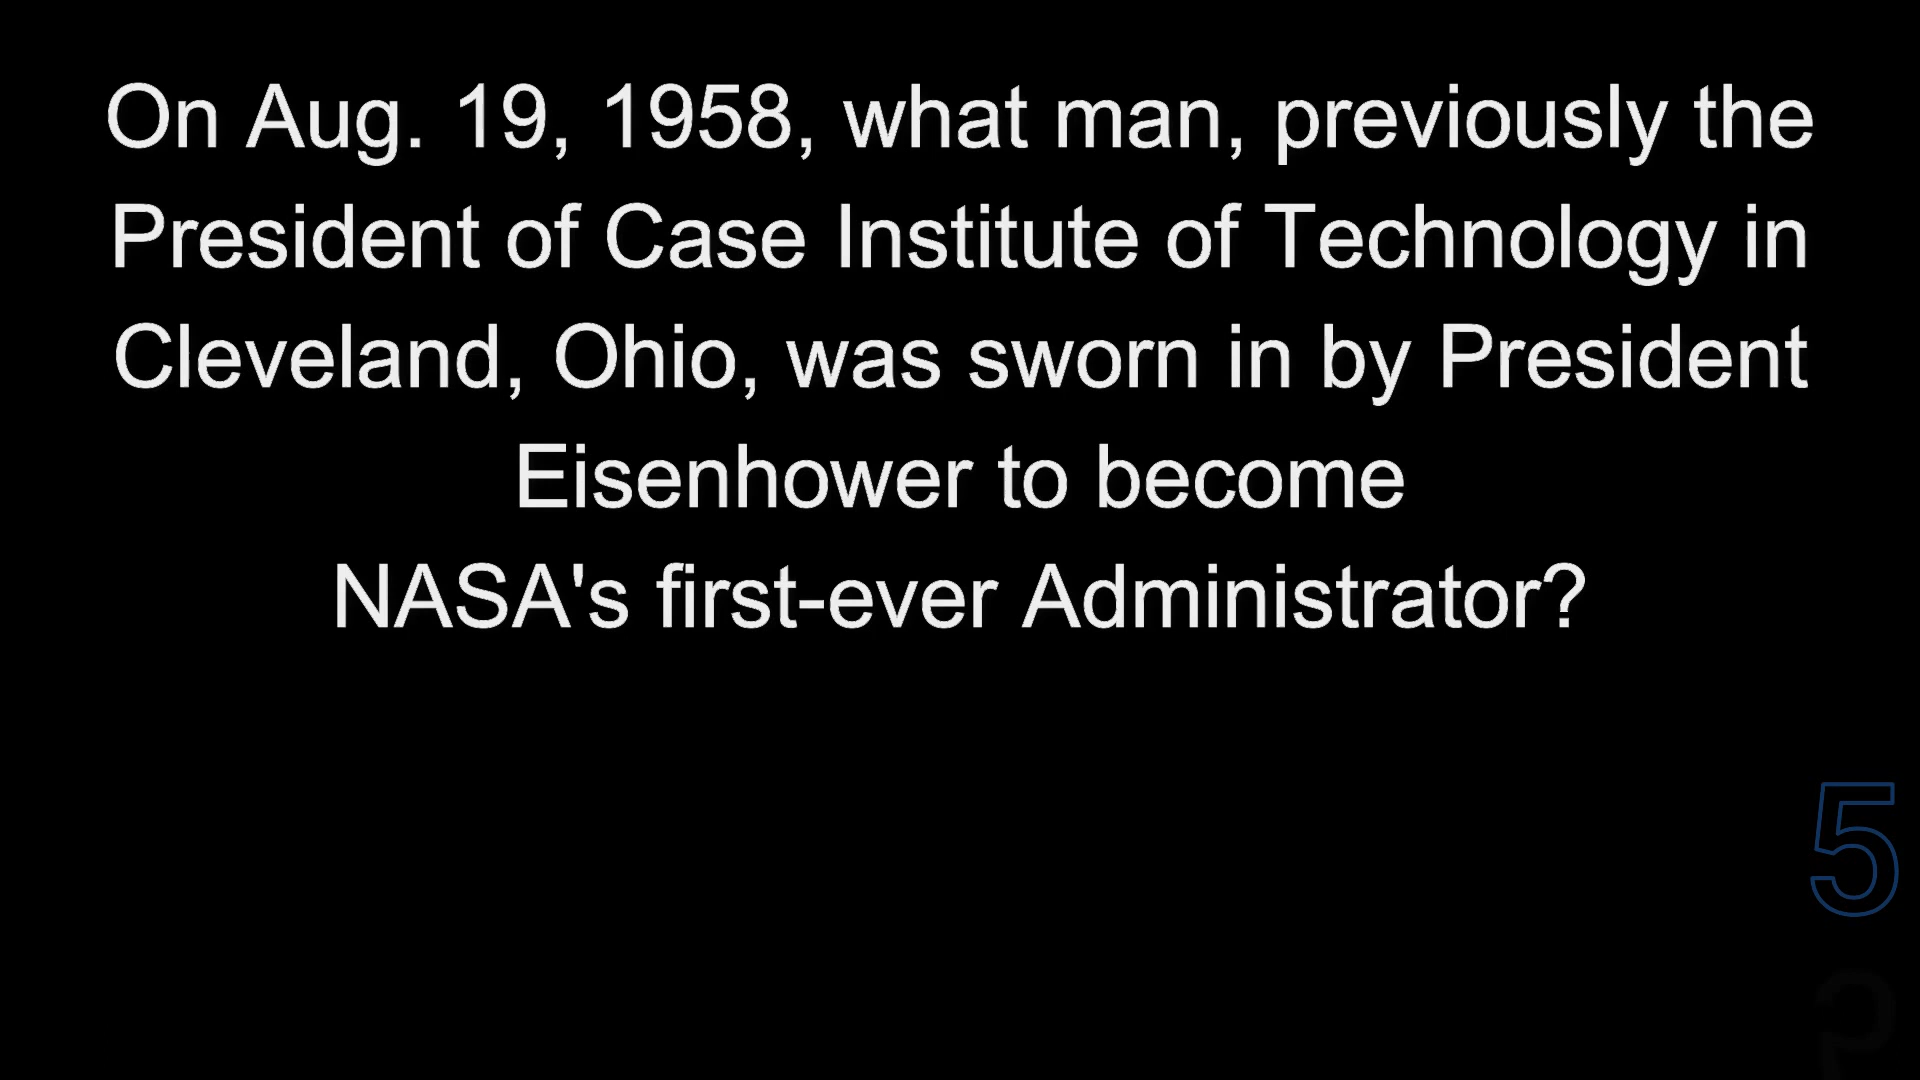 On Aug. 19, 1958, what man, previously the
President of Case Institute of Technology in
Cleveland, Ohio, was sworn in by President
Eisenhower to become
NASA's first-ever Administrator?
5